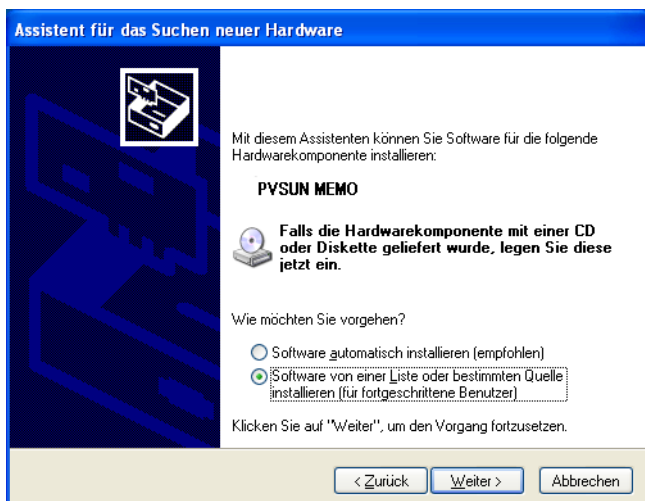 Assistent für das Suchen neuer Hardware
Mit diesem Assistenten können Sie Software für die folgende
Hardwarekomponente installieren:
PVSUN MEMO
Falls die Hardwarekomponente mit einer CD
oder Diskette geliefert wurde, legen Sie diese
jetzt ein.
Wie möchten Sie vorgehen?
Software automatisch installieren (empfohlen)
Software von einer Liste oder bestimmten Quelle
installieren (für fortgeschrittene Benutzer)
Klicken Sie auf "Weiter", um den Vorgang fortzusetzen.
< Zurück Weiter > Abbrechen